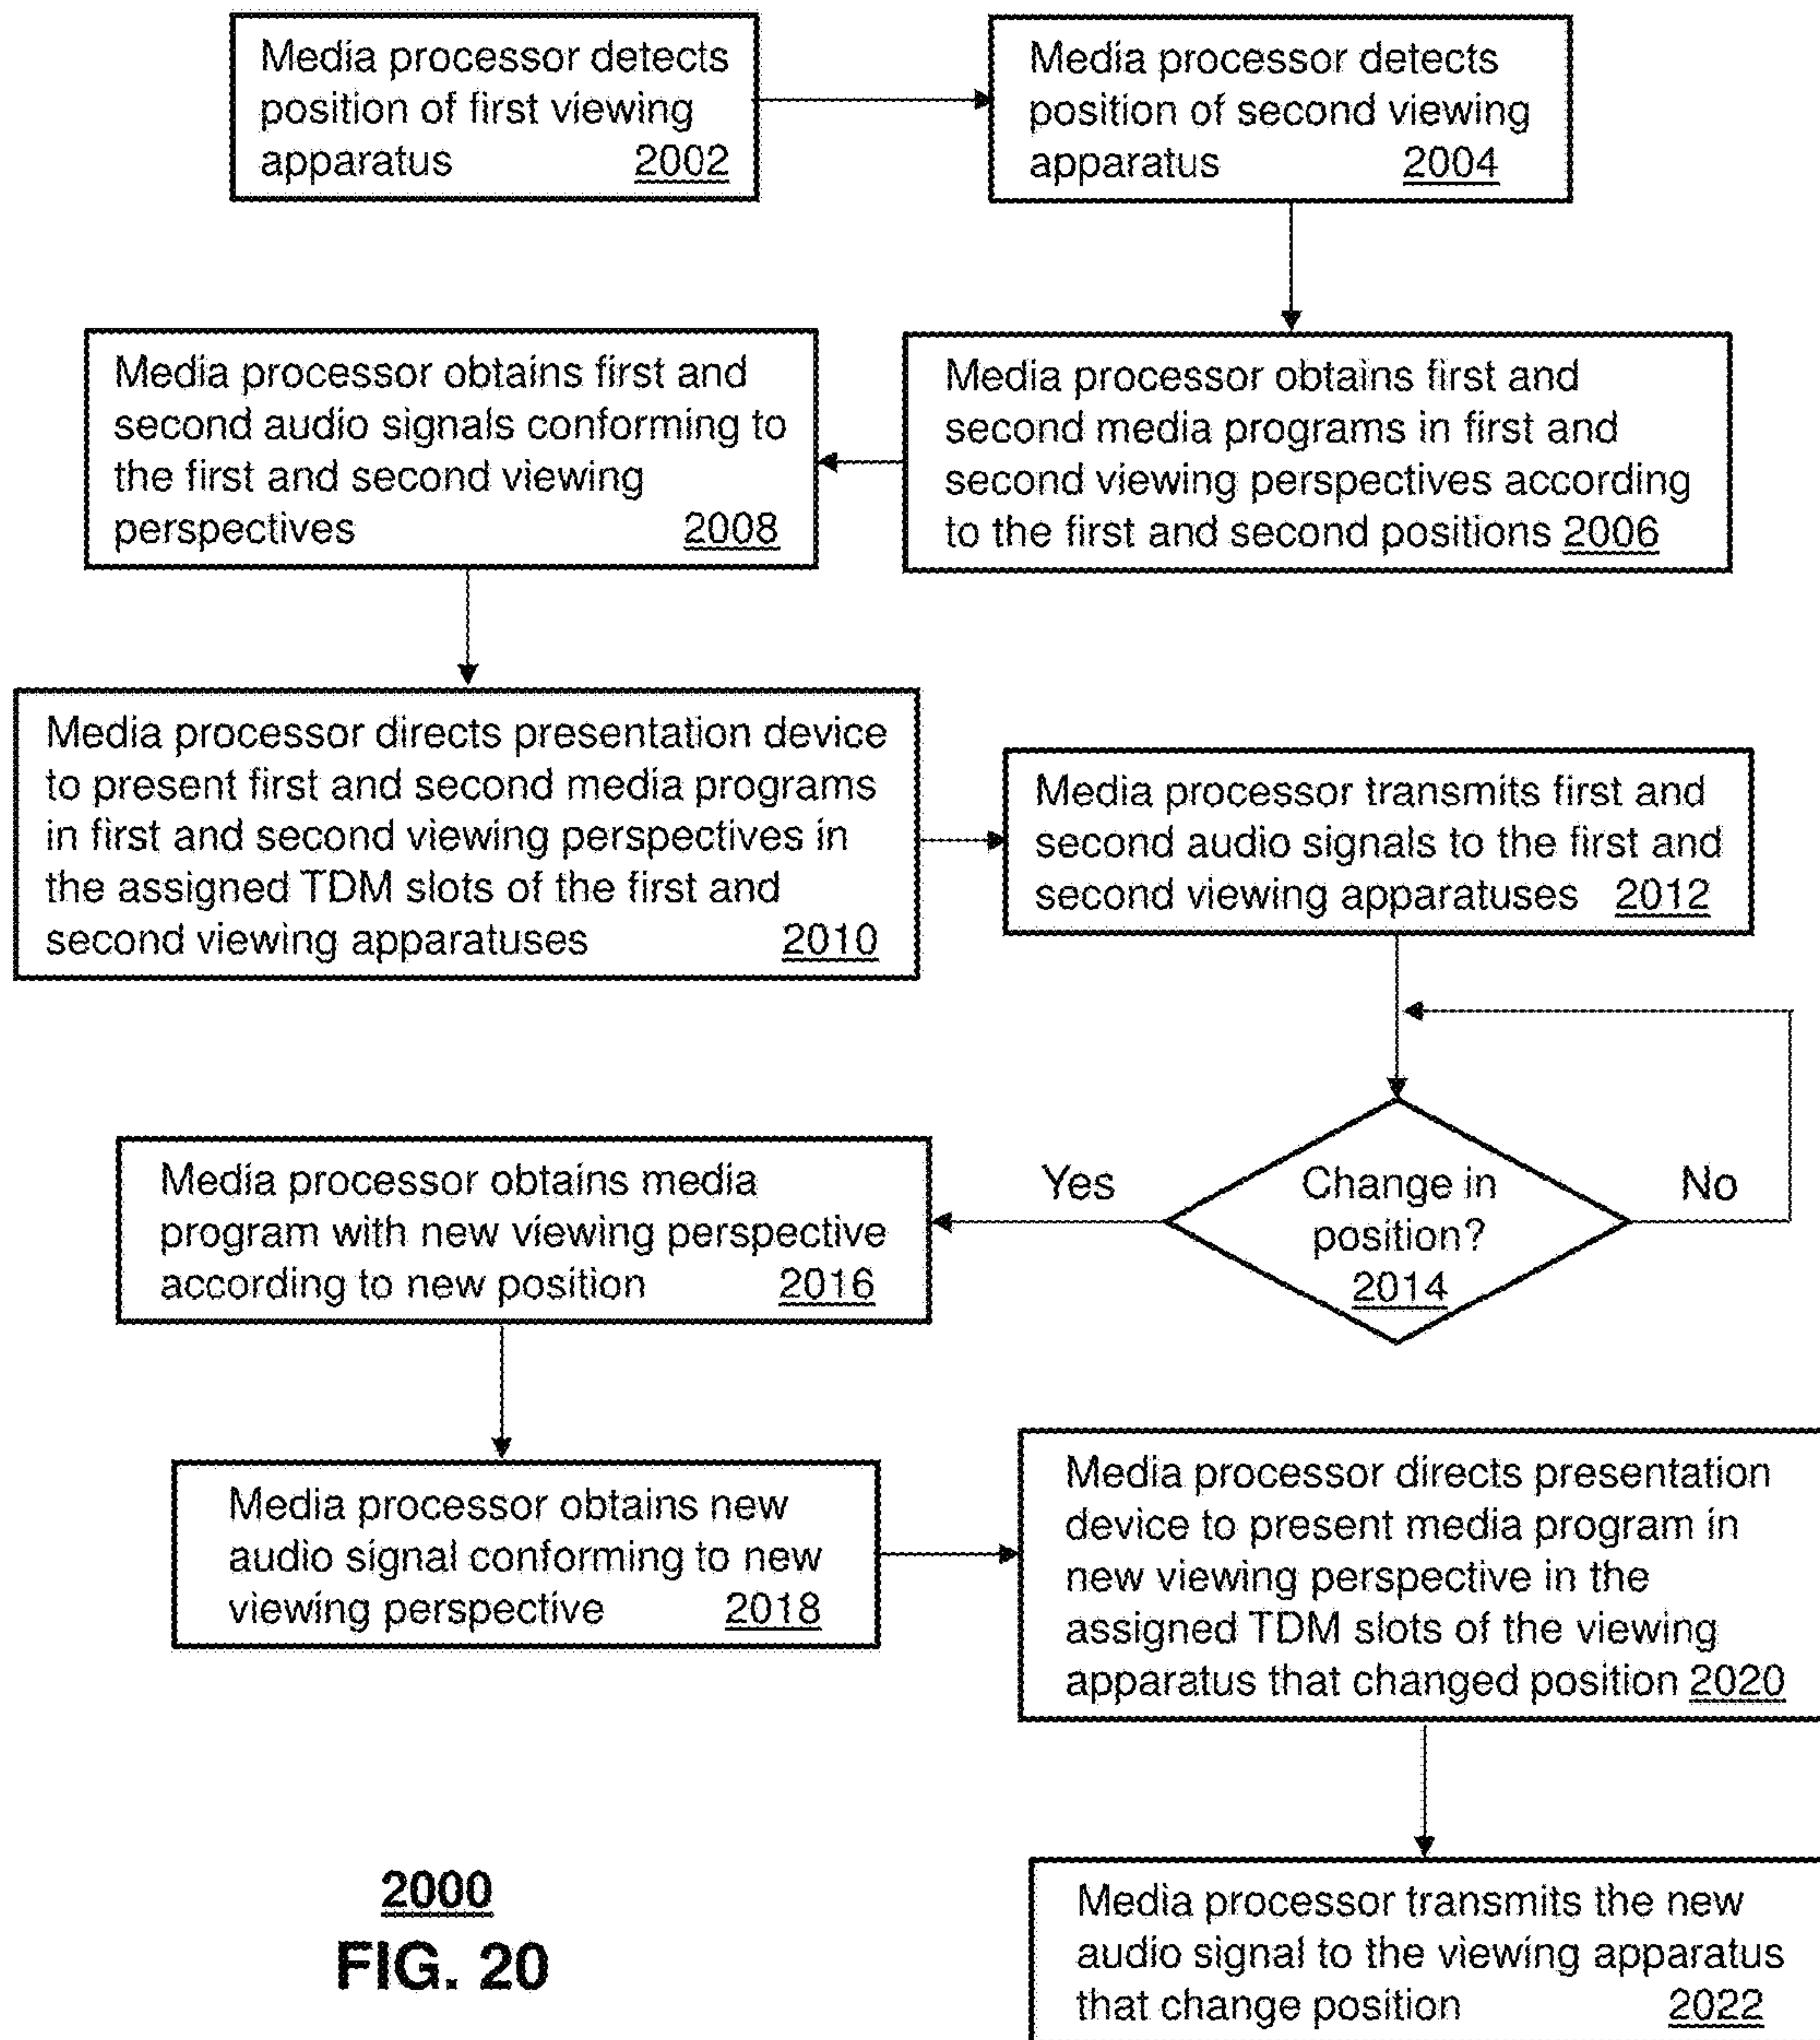 Media processor detects
position of first viewing
apparatus 2002
Media processor detects
position of second viewing
apparatus 2004
Media processor obtains first and
second media programs in first and
second viewing perspectives according
to the first and second positions 2006
Media processor obtains first and
second audio signals conforming to
the first and second viewing
perspectives 2008
Media processor directs presentation device
to present first and second media programs
in first and second viewing perspectives in
the assigned TDM slots of the first and
second viewing apparatuses 2010
Media processor transmits first and
second audio signals to the first and
second viewing apparatuses 2012
Change in
position?
2014
Yes
No
Media processor obtains media
program with new viewing perspective
according to new position 2016
Media processor obtains new
audio signal conforming to new
viewing perspective 2018
Media processor directs presentation
device to present media program in
new viewing perspective in the
assigned TDM slots of the viewing
apparatus that changed position 2020
Media processor transmits the new
audio signal to the viewing apparatus
that change position 2022
2000
FIG. 20